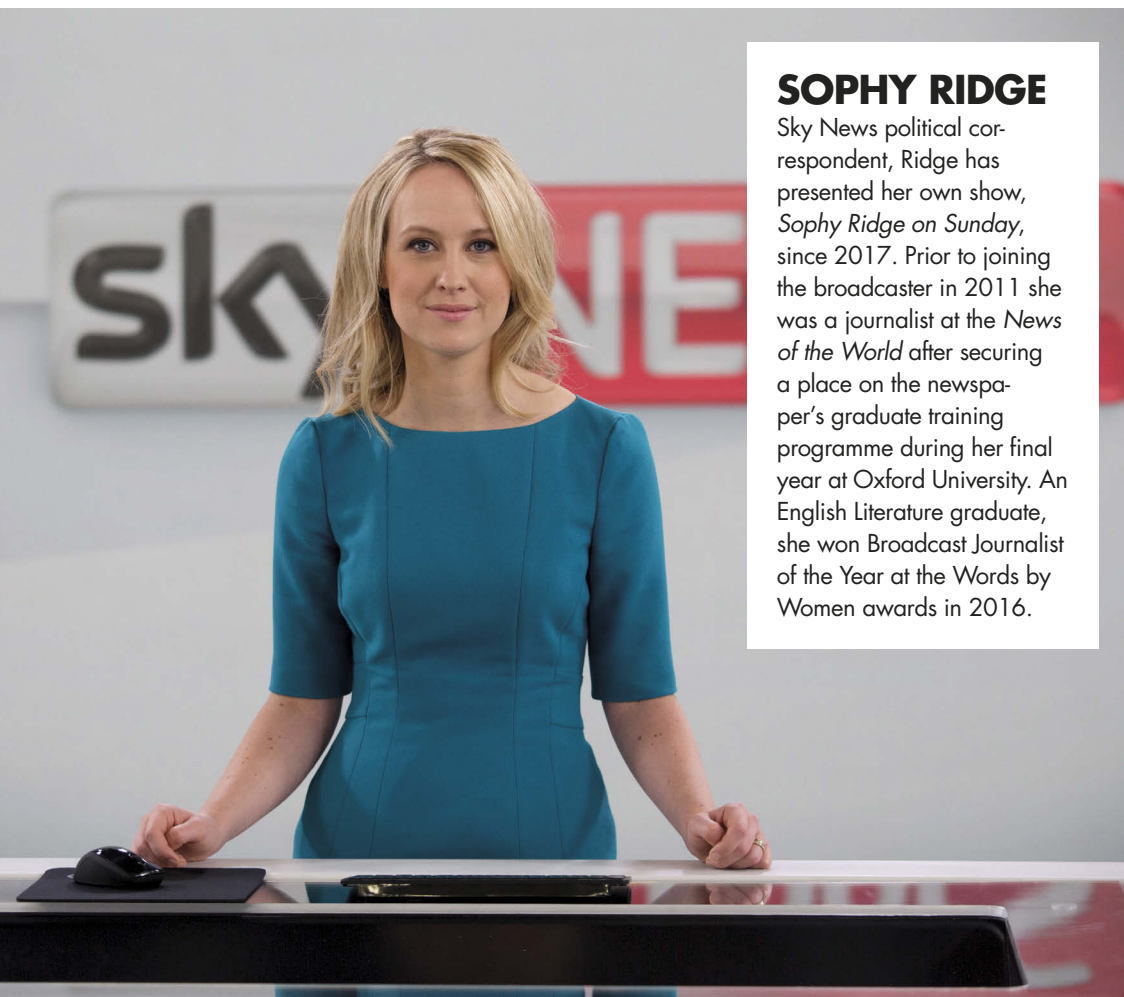 sky NE
SOPHY RIDGE
Sky News political cor-
respondent, Ridge has
presented her own show,
Sophy Ridge on Sunday,
since 2017. Prior to joining
the broadcaster in 2011 she
was a journalist at the News
of the World after securing
a place on the newspa-
per’s graduate training
programme during her final
year at Oxford University. An
English Literature graduate,
she won Broadcast Journalist
of the Year at the Words by
Women awards in 2016.